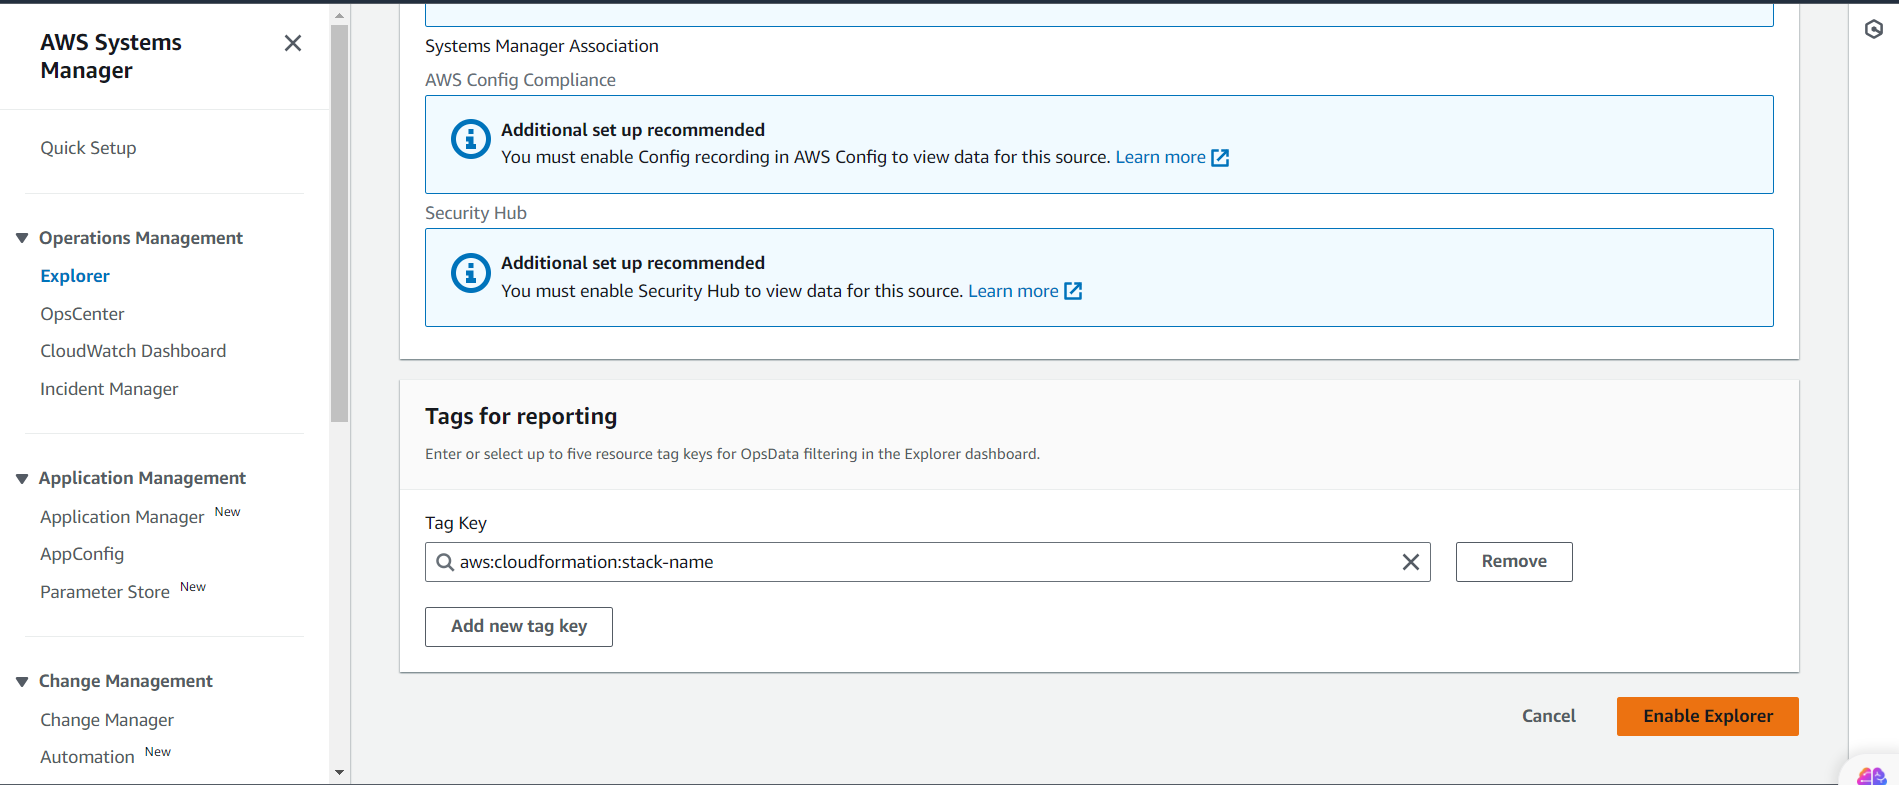 AWS Systems
Manager
Quick Setup
Operations Management
Explorer
OpsCenter
CloudWatch Dashboard
Incident Manager
Application Management
Application Manager New
AppConfig
Parameter Store New
Change Management
Change Manager
Automation New
Systems Manager Association
AWS Config Compliance
Additional set up recommended
You must enable Config recording in AWS Config to view data for this source. Learn more
Security Hub
Additional set up recommended
You must enable Security Hub to view data for this source. Learn more
Tags for reporting
Enter or select up to five resource tag keys for OpsData filtering in the Explorer dashboard.
Tag Key
aws:cloudformation:stack-name
Remove
Add new tag key
Cancel
Enable Explorer